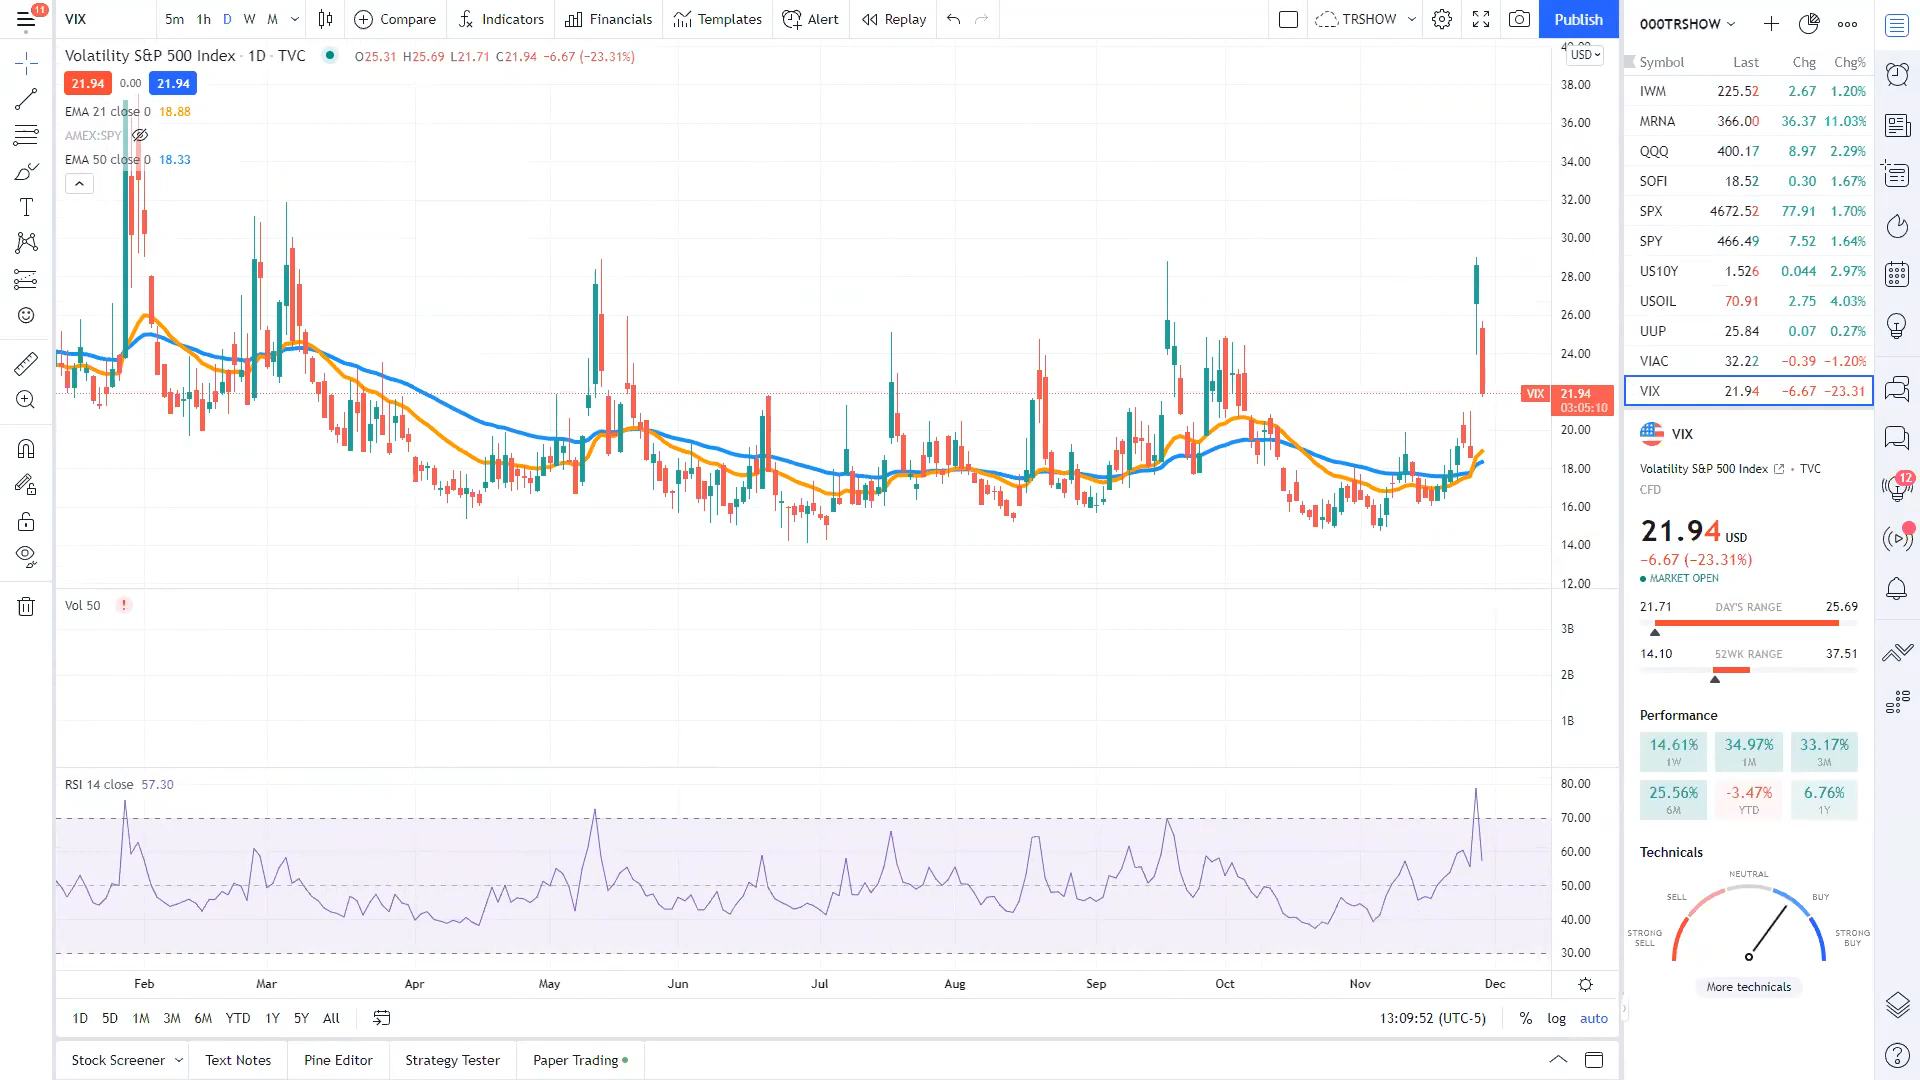 11
VIX
5m 1h D W M
Compare
Indicators
Financials
Templates
Alert
Replay
TRSHOW
Publish
Volatility S&P 500 Index · 1D · TVC
O25.31 H25.69 L21.71 C21.94 −6.67 (−23.31%)
21.94 0.00 21.94
EMA 21 close 0 18.88
AMEX:SPY
EMA 50 close 0 18.33
USD
40.00
38.00
36.00
34.00
32.00
30.00
28.00
26.00
24.00
VIX 21.94
03:05:10
20.00
18.00
16.00
14.00
12.00
Vol 50 !
3B
2B
1B
RSI 14 close 57.30
80.00
70.00
60.00
50.00
40.00
30.00
Feb Mar Apr May Jun Jul Aug Sep Oct Nov Dec
1D 5D 1M 3M 6M YTD 1Y 5Y All
13:09:52 (UTC-5) % log auto
Stock Screener Text Notes Pine Editor Strategy Tester Paper Trading
000TRSHOW
Symbol Last Chg Chg%
IWM 225.52 2.67 1.20%
MRNA 366.00 36.37 11.03%
QQQ 400.17 8.97 2.29%
SOFI 18.52 0.30 1.67%
SPX 4672.52 77.91 1.70%
SPY 466.49 7.52 1.64%
US10Y 1.526 0.044 2.97%
USOIL 70.91 2.75 4.03%
UUP 25.84 0.07 0.27%
VIAC 32.22 −0.39 −1.20%
VIX 21.94 −6.67 −23.31
VIX
Volatility S&P 500 Index • TVC
CFD
21.94 USD
−6.67 (−23.31%)
MARKET OPEN
21.71 DAY'S RANGE 25.69
14.10 52WK RANGE 37.51
Performance
14.61% 34.97% 33.17%
1W 1M 3M
25.56% -3.47% 6.76%
6M YTD 1Y
Technicals
NEUTRAL
SELL BUY
STRONG SELL
STRONG BUY
More technicals
12